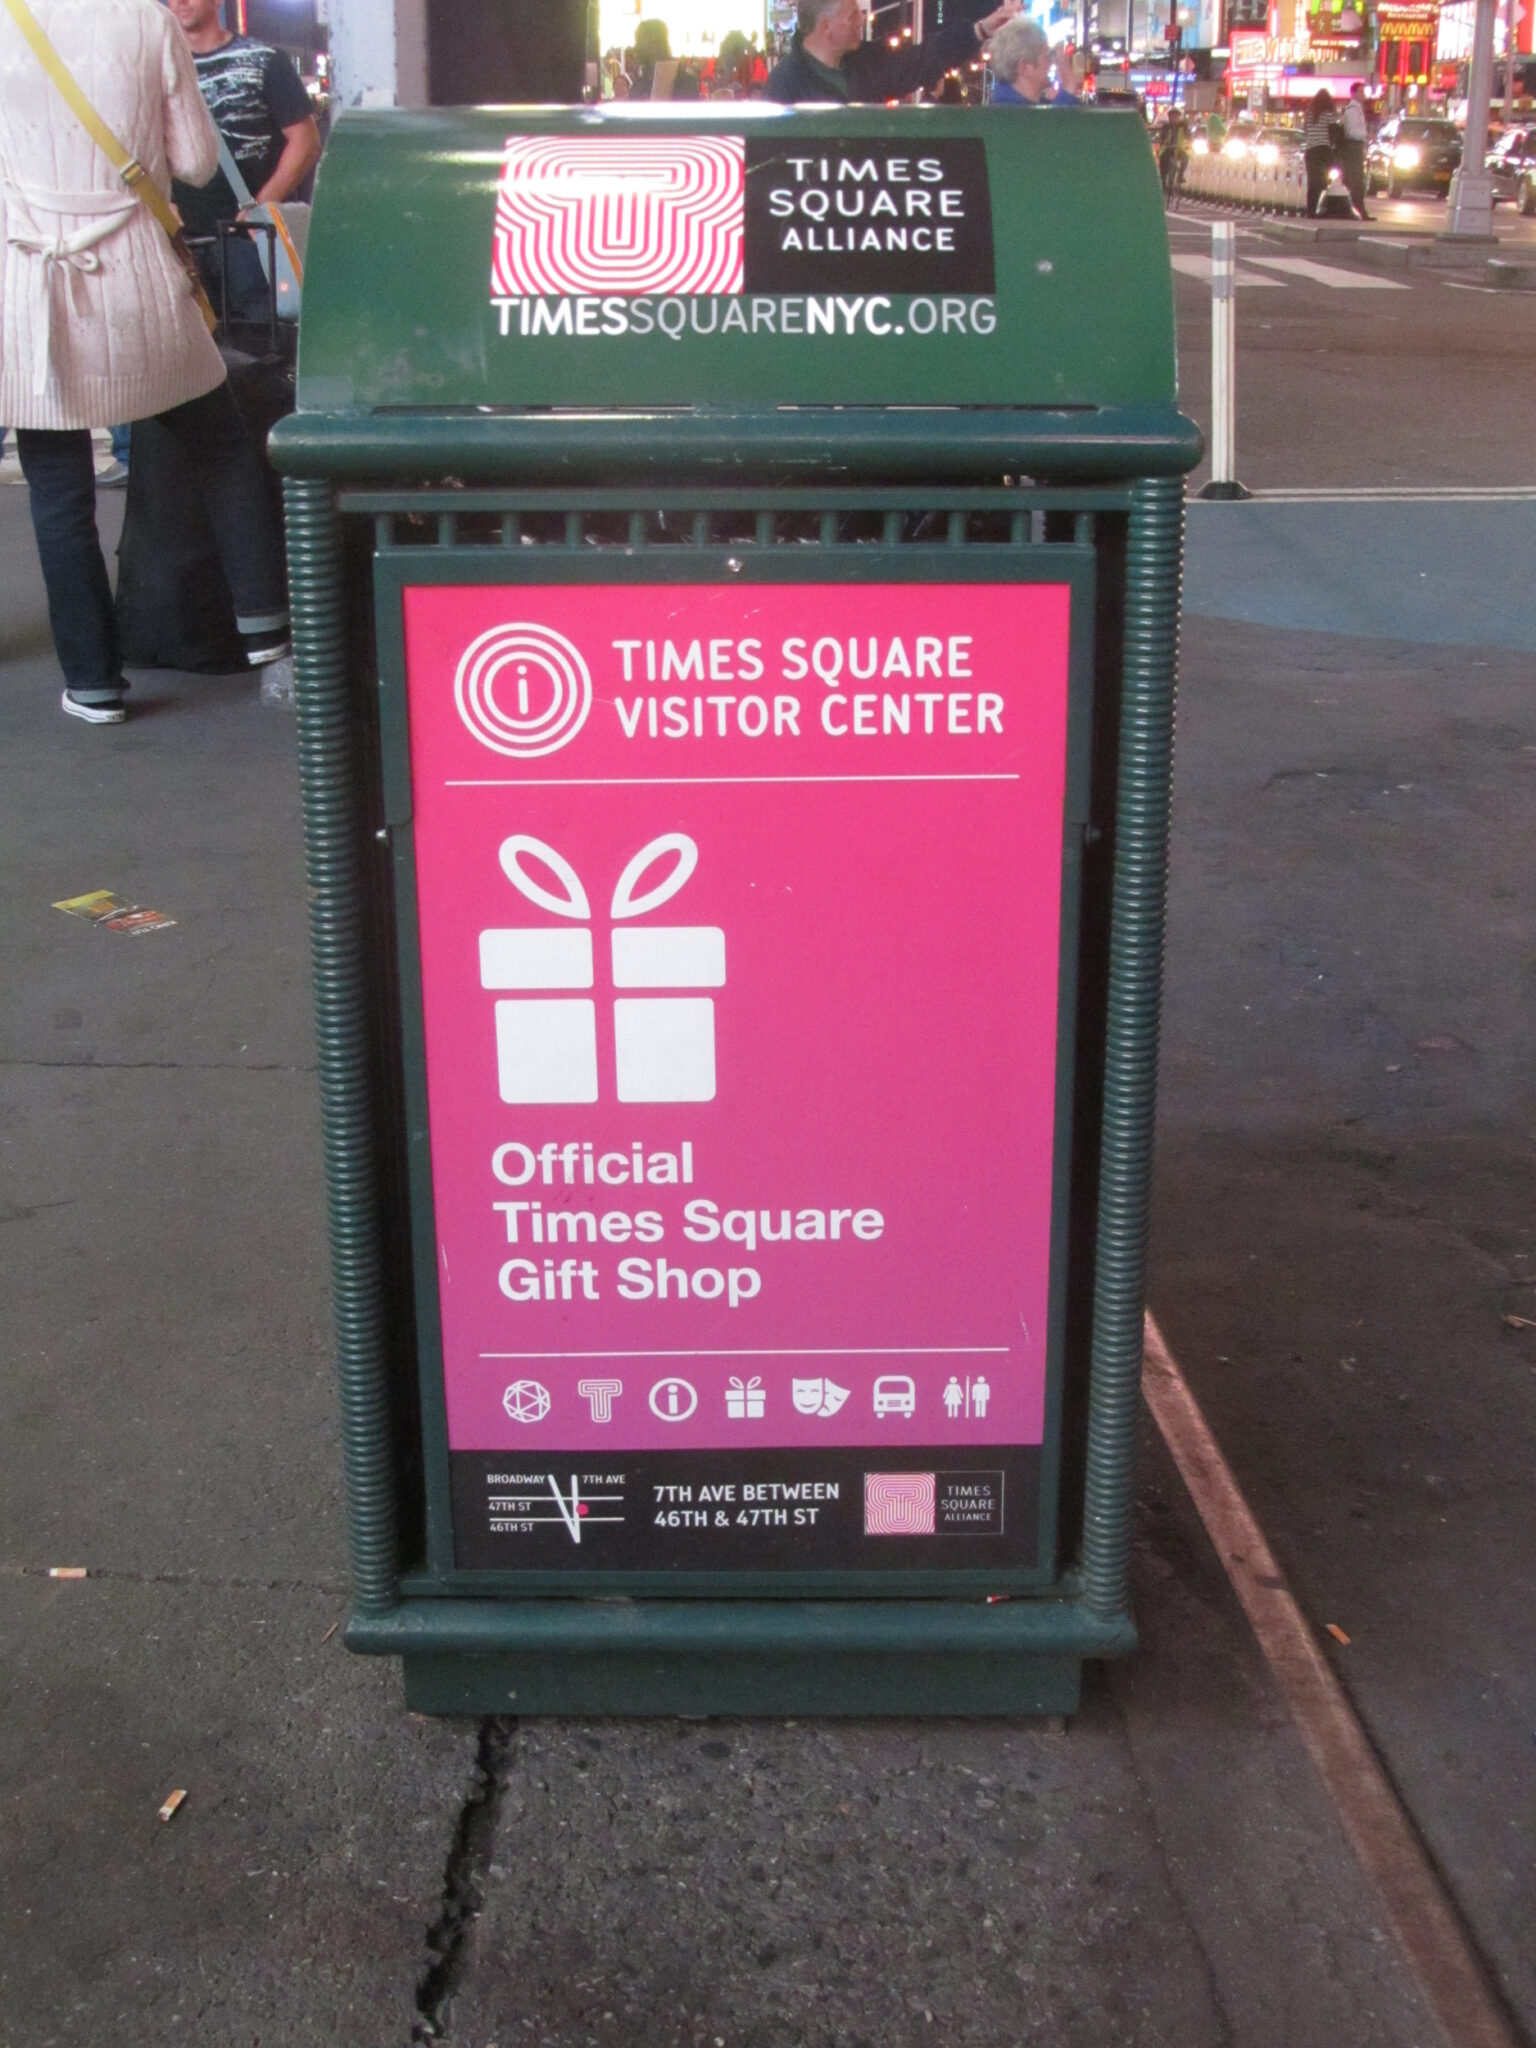 TIMES
SQUARE
ALLIANCE
TIMESSQUARENYC.ORG
i TIMES SQUARE
VISITOR CENTER
Official
Times Square
Gift Shop
T i
BROADWAY 7TH AVE
47TH ST
46TH ST
7TH AVE BETWEEN
46TH & 47TH ST
TIMES
SQUARE
ALLIANCE